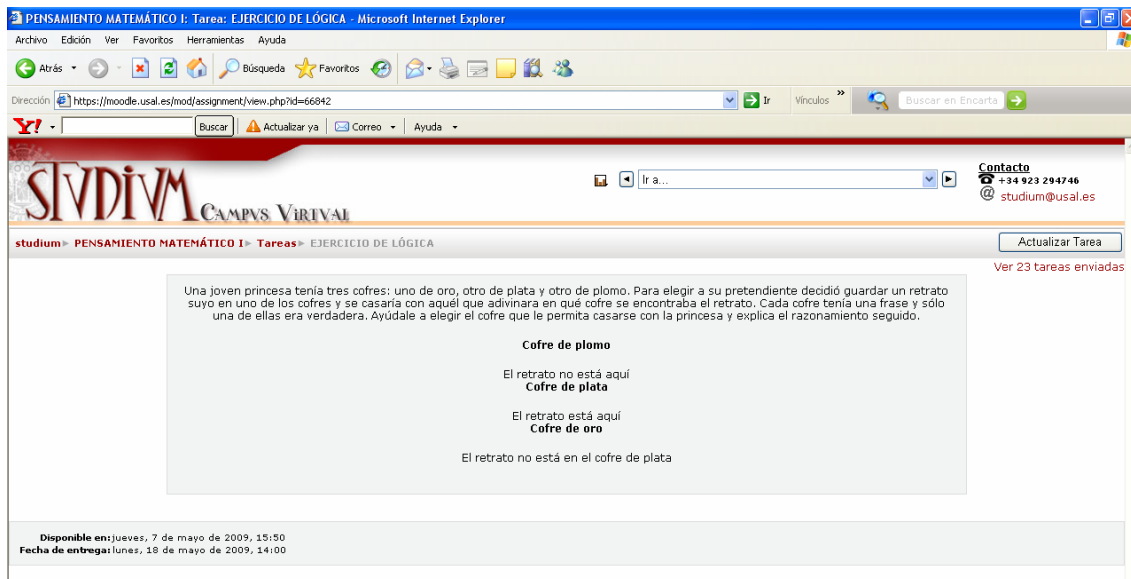 PENSAMIENTO MATEMÁTICO I: Tarea: EJERCICIO DE LÓGICA - Microsoft Internet Explorer
Archivo Edición Ver Favoritos Herramientas Ayuda
Atrás Búsqueda Favoritos
Dirección https://moodle.usal.es/mod/assignment/view.php?id=66842 Ir Vínculos » Buscar en Encarta
Y! Buscar Actualizar ya Correo Ayuda
STVDIVM CAMPVS VIRTVAL
Ir a...
Contacto
+34 923 294746
@ studium@usal.es
studium► PENSAMIENTO MATEMÁTICO I► Tareas► EJERCICIO DE LÓGICA Actualizar Tarea
Ver 23 tareas enviadas
Una joven princesa tenía tres cofres: uno de oro, otro de plata y otro de plomo. Para elegir a su pretendiente decidió guardar un retrato
suyo en uno de los cofres y se casaría con aquél que adivinara en qué cofre se encontraba el retrato. Cada cofre tenía una frase y sólo
una de ellas era verdadera. Ayúdale a elegir el cofre que le permita casarse con la princesa y explica el razonamiento seguido.
Cofre de plomo
El retrato no está aquí
Cofre de plata
El retrato está aquí
Cofre de oro
El retrato no está en el cofre de plata
Disponible en: jueves, 7 de mayo de 2009, 15:50
Fecha de entrega: lunes, 18 de mayo de 2009, 14:00